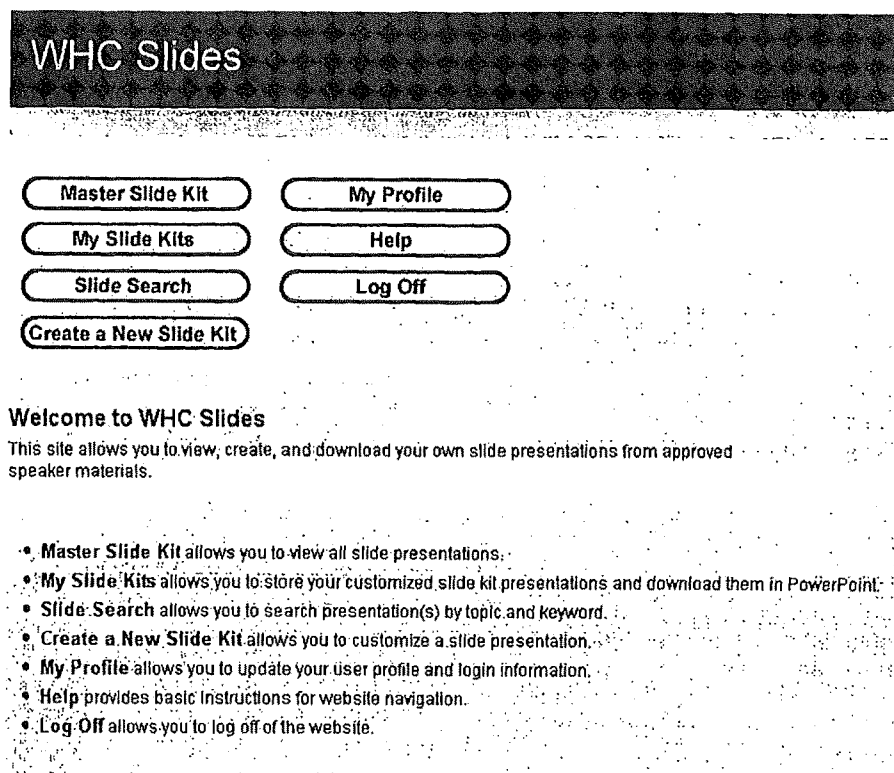 WHC Slides
Master Slide Kit
My Profile
My Slide Kits
Help
Slide Search
Log Off
Create a New Slide Kit
Welcome to WHC Slides
This site allows you to view, create, and download your own slide presentations from approved
speaker materials.
• Master Slide Kit allows you to view all slide presentations.
• My Slide Kits allows you to store your customized slide kit presentations and download them in PowerPoint.
• Slide Search allows you to search presentation(s) by topic and keyword.
• Create a New Slide Kit allows you to customize a slide presentation.
• My Profile allows you to update your user profile and login information.
• Help provides basic instructions for website navigation.
• Log Off allows you to log off of the website.